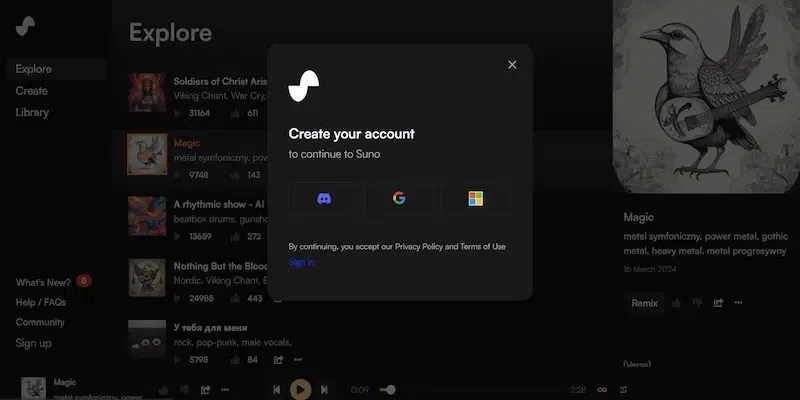 Explore
Create
Library
What's New? 6
Help / FAQs
Community
Sign up
Explore
Soldiers of Christ Aris
Viking Chant, War Cry,
31164 611
Magic
metal symfoniczny, pow
9748 143
A rhythmic show - AI
beatbox drums, gunsho
13659 272
Nothing But the Blood
Nordic. Viking Chant, E
24985 443
У тебя для меня
rock, pop-punk, male vocals.
5798 84
Create your account
to continue to Suno
By continuing, you accept our Privacy Policy and Terms of Use
Sign in
Magic
metal symfoniczny, power metal, gothic
metal, heavy metal, metal progresywny
16 March 2024
Remix
[Verse]
Magic
metal symfoniczny, power
0:09 2:28